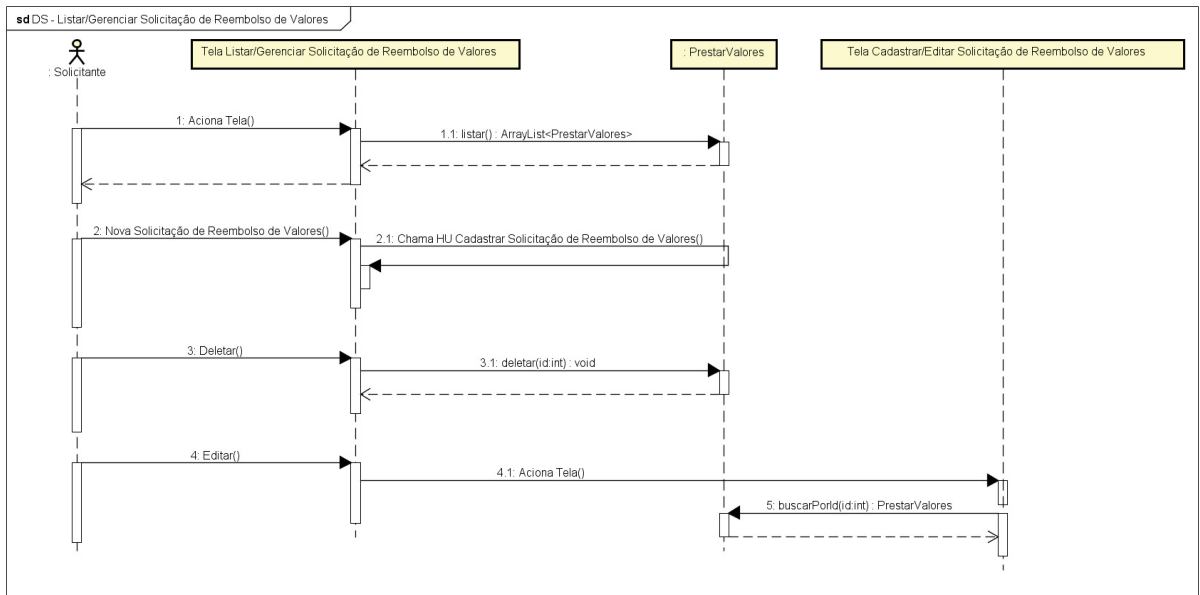 sd DS - Listar/Gerenciar Solicitação de Reembolso de Valores
: Solicitante
Tela Listar/Gerenciar Solicitação de Reembolso de Valores
: PrestarValores
Tela Cadastrar/Editar Solicitação de Reembolso de Valores
1: Aciona Tela()
1.1: listar() : ArrayList<PrestarValores>
2: Nova Solicitação de Reembolso de Valores()
2.1: Chama HU Cadastrar Solicitação de Reembolso de Valores()
3: Deletar()
3.1: deletar(id:int) : void
4: Editar()
4.1: Aciona Tela()
5: buscarPorId(id:int) : PrestarValores